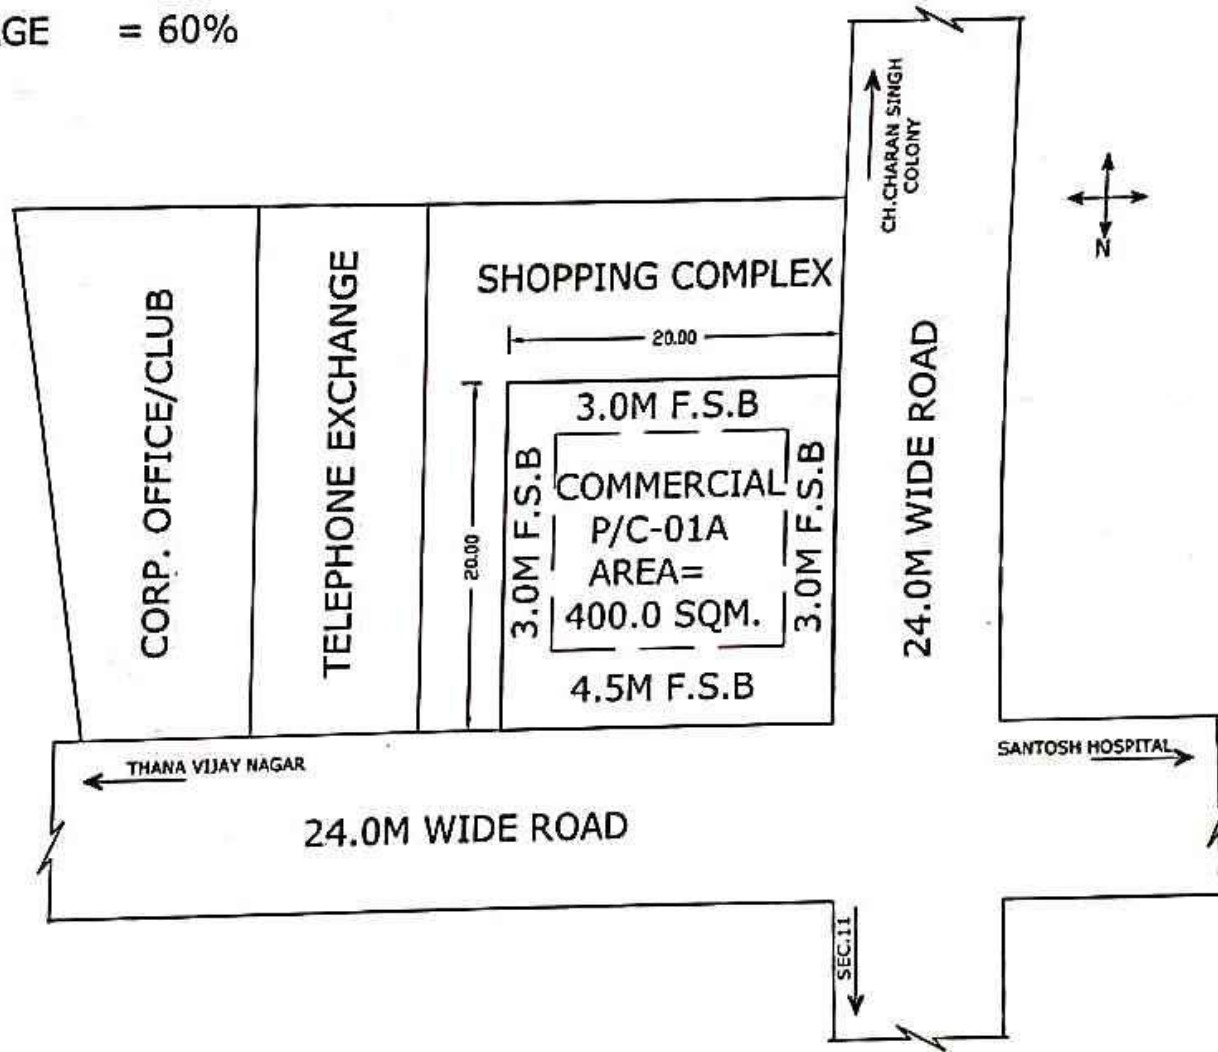 = 60%
CH.CHARAN SINGH
COLONY
N
SHOPPING COMPLEX
20.00
CORP. OFFICE/CLUB
TELEPHONE EXCHANGE
20.00
3.0M F.S.B
3.0M F.S.B
COMMERCIAL
P/C-01A
AREA=
400.0 SQM.
3.0M F.S.B
4.5M F.S.B
24.0M WIDE ROAD
THANA VIJAY NAGAR
SANTOSH HOSPITAL
24.0M WIDE ROAD
SEC.11